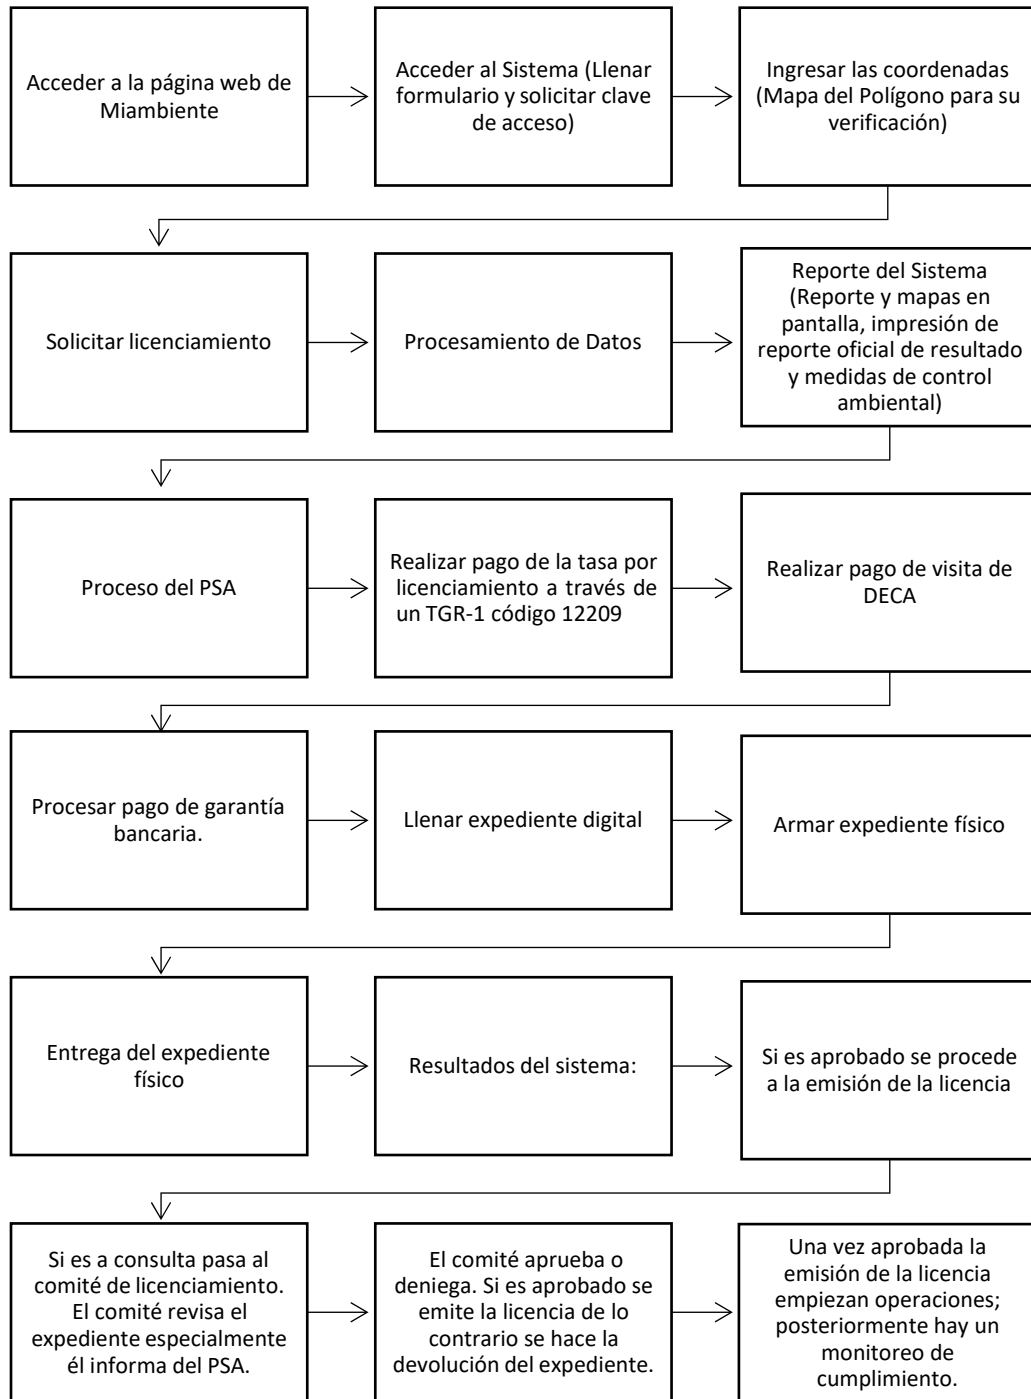 Acceder a la página web de
Miambiente
Acceder al Sistema (Llenar
formulario y solicitar clave
de acceso)
Ingresar las coordenadas
(Mapa del Polígono para su
verificación)
Solicitar licenciamiento
Procesamiento de Datos
Reporte del Sistema
(Reporte y mapas en
pantalla, impresión de
reporte oficial de resultado
y medidas de control
ambiental)
Proceso del PSA
Realizar pago de la tasa por
licenciamiento a través de
un TGR-1 código 12209
Realizar pago de visita de
DECA
Procesar pago de garantía
bancaria.
Llenar expediente digital
Armar expediente físico
Entrega del expediente
físico
Resultados del sistema:
Si es aprobado se procede
a la emisión de la licencia
Si es a consulta pasa al
comité de licenciamiento.
El comité revisa el
expediente especialmente
él informa del PSA.
El comité aprueba o
deniega. Si es aprobado se
emite la licencia de lo
contrario se hace la
devolución del expediente.
Una vez aprobada la
emisión de la licencia
empiezan operaciones;
posteriormente hay un
monitoreo de
cumplimiento.